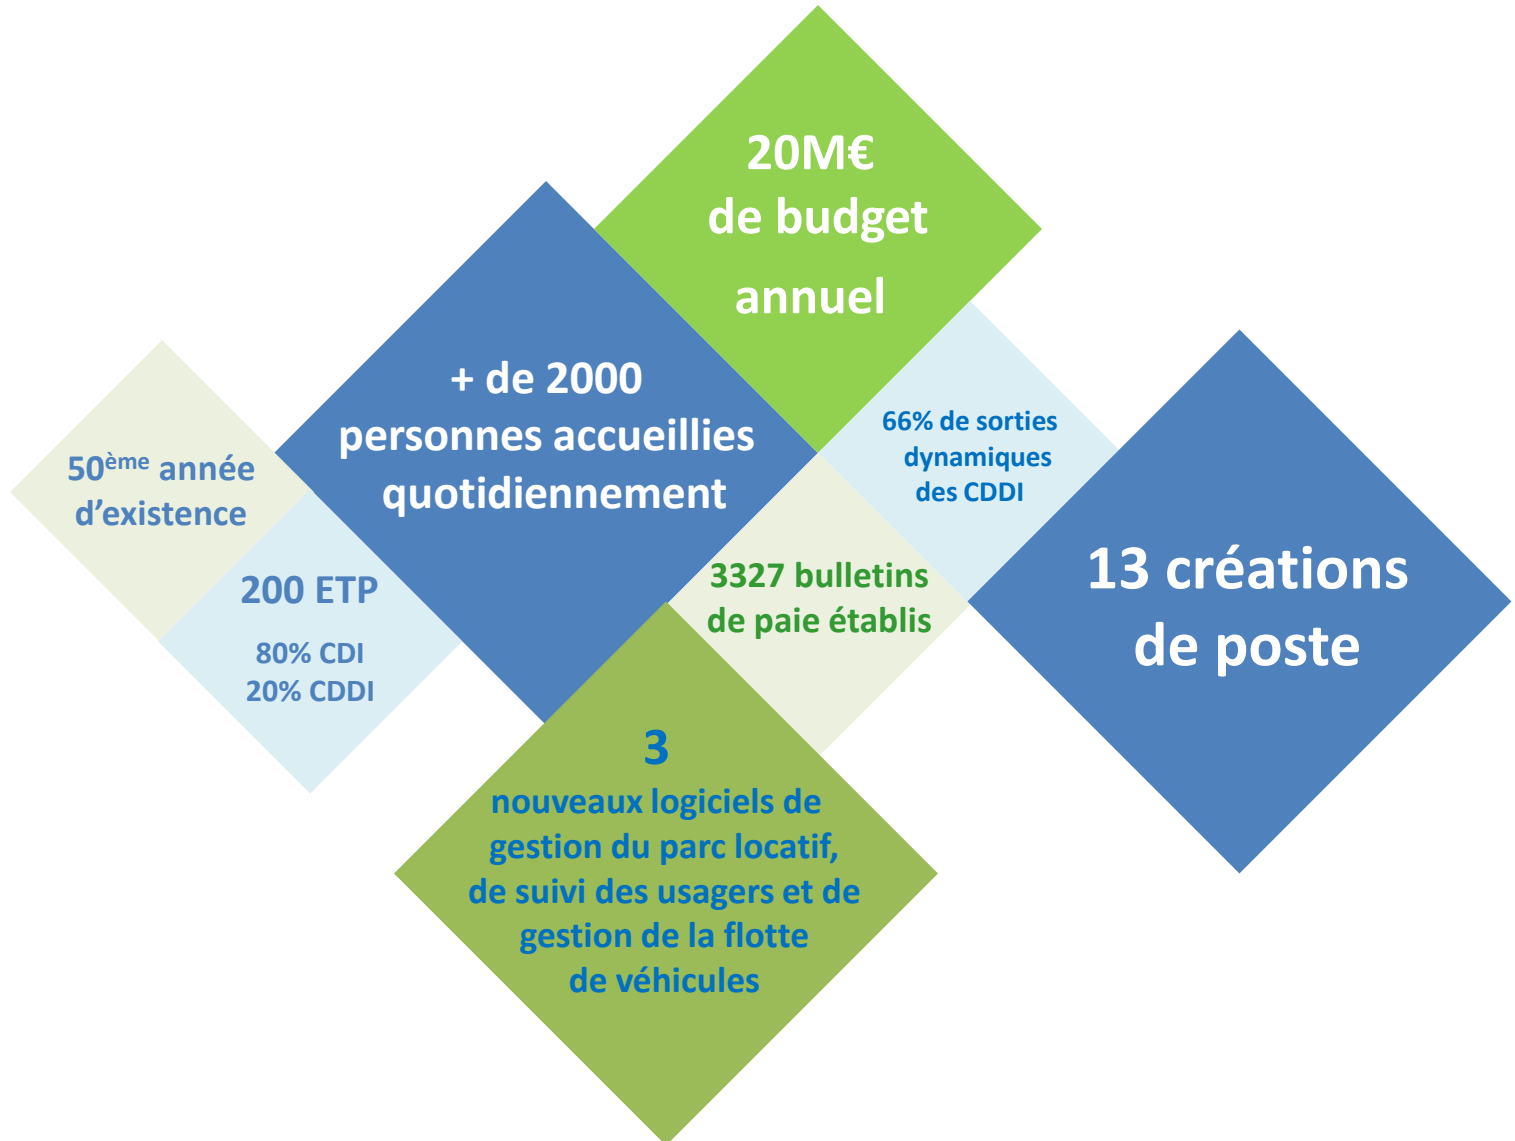 20M€
de budget
annuel
+ de 2000
personnes accueillies
quotidiennement
50ème année
d’existence
200 ETP
80% CDI
20% CDDI
66% de sorties
dynamiques
des CDDI
3327 bulletins
de paie établis
13 créations
de poste
3
nouveaux logiciels de
gestion du parc locatif,
de suivi des usagers et de
gestion de la flotte
de véhicules